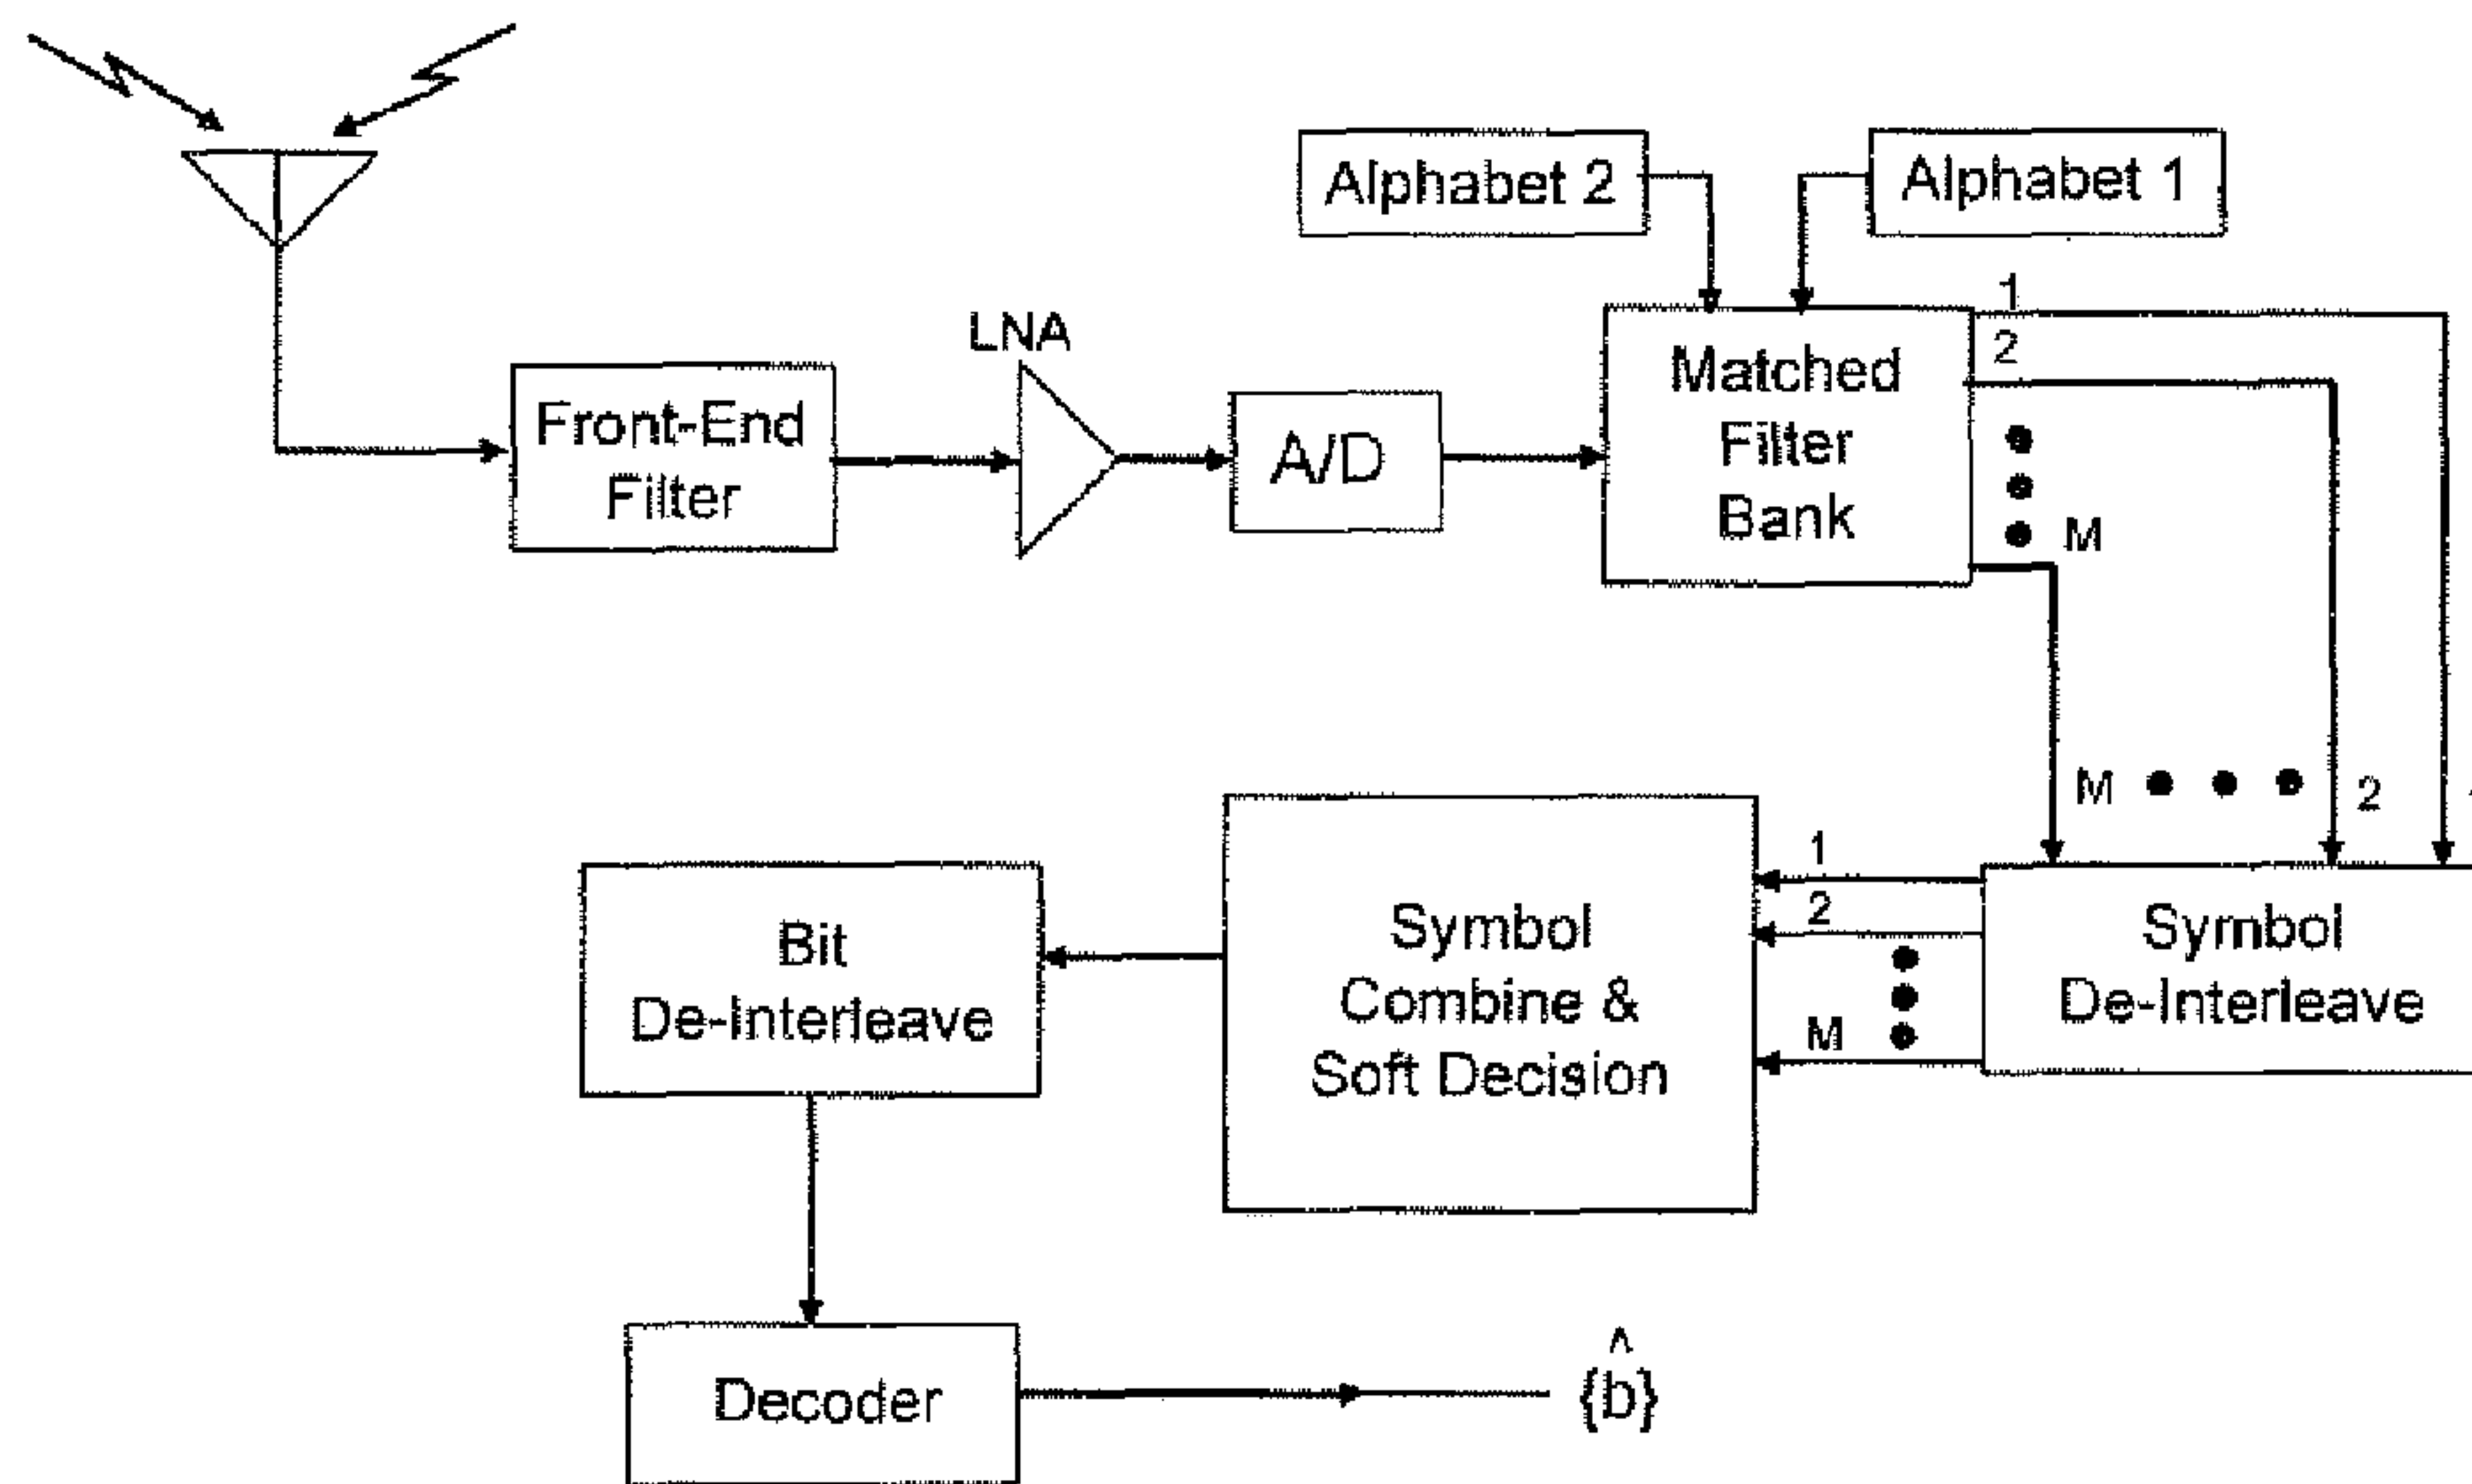 Alphabet 2
Alphabet 1
LNA
Front-End
Filter
A/D
Matched
Filter
Bank
1
2
M
M
2
1
2
M
Symbol
Combine &
Soft Decision
Symbol
De-Interleave
Bit
De-Interleave
Decoder
{b̂}